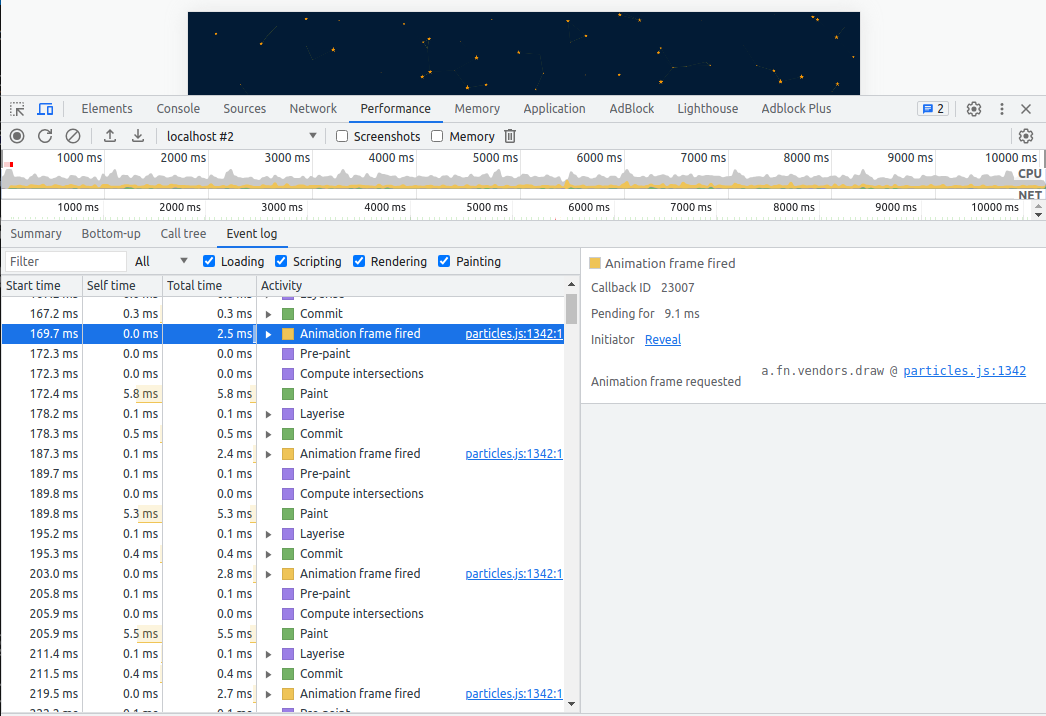 Elements Console Sources Network Performance Memory Application AdBlock Lighthouse Adblock Plus 2
localhost #2 Screenshots Memory
1000 ms 2000 ms 3000 ms 4000 ms 5000 ms 6000 ms 7000 ms 8000 ms 9000 ms 10000 ms
CPU
NET
1000 ms 2000 ms 3000 ms 4000 ms 5000 ms 6000 ms 7000 ms 8000 ms 9000 ms 10000 ms
Summary Bottom-up Call tree Event log
Filter All Loading Scripting Rendering Painting
Start time Self time Total time Activity
167.2 ms 0.3 ms 0.3 ms Commit
169.7 ms 0.0 ms 2.5 ms Animation frame fired particles.js:1342:1
172.3 ms 0.0 ms 0.0 ms Pre-paint
172.3 ms 0.0 ms 0.0 ms Compute intersections
172.4 ms 5.8 ms 5.8 ms Paint
178.2 ms 0.1 ms 0.1 ms Layerise
178.3 ms 0.5 ms 0.5 ms Commit
187.3 ms 0.1 ms 2.4 ms Animation frame fired particles.js:1342:1
189.7 ms 0.1 ms 0.1 ms Pre-paint
189.8 ms 0.0 ms 0.0 ms Compute intersections
189.8 ms 5.3 ms 5.3 ms Paint
195.2 ms 0.1 ms 0.1 ms Layerise
195.3 ms 0.4 ms 0.4 ms Commit
203.0 ms 0.0 ms 2.8 ms Animation frame fired particles.js:1342:1
205.8 ms 0.1 ms 0.1 ms Pre-paint
205.9 ms 0.0 ms 0.0 ms Compute intersections
205.9 ms 5.5 ms 5.5 ms Paint
211.4 ms 0.1 ms 0.1 ms Layerise
211.5 ms 0.4 ms 0.4 ms Commit
219.5 ms 0.0 ms 2.7 ms Animation frame fired particles.js:1342:1
Animation frame fired
Callback ID 23007
Pending for 9.1 ms
Initiator Reveal
Animation frame requested a.fn.vendors.draw @ particles.js:1342